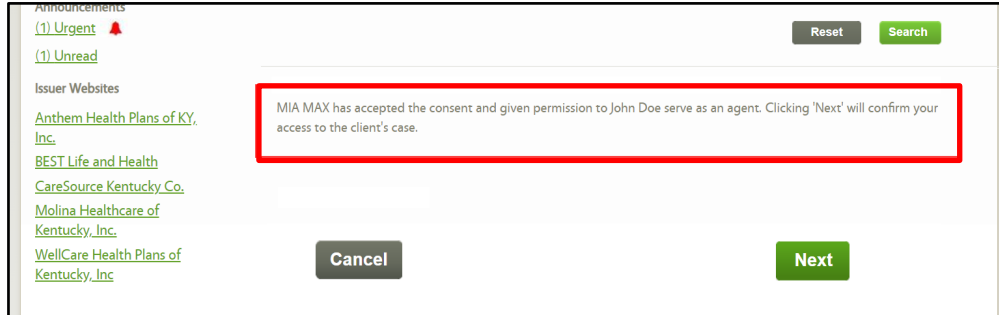 Announcements
(1) Urgent
(1) Unread
Issuer Websites
Anthem Health Plans of KY,
Inc.
BEST Life and Health
CareSource Kentucky Co.
Molina Healthcare of
Kentucky, Inc.
WellCare Health Plans of
Kentucky, Inc
Reset
Search
MIA MAX has accepted the consent and given permission to John Doe serve as an agent. Clicking 'Next' will confirm your
access to the client's case.
Cancel
Next